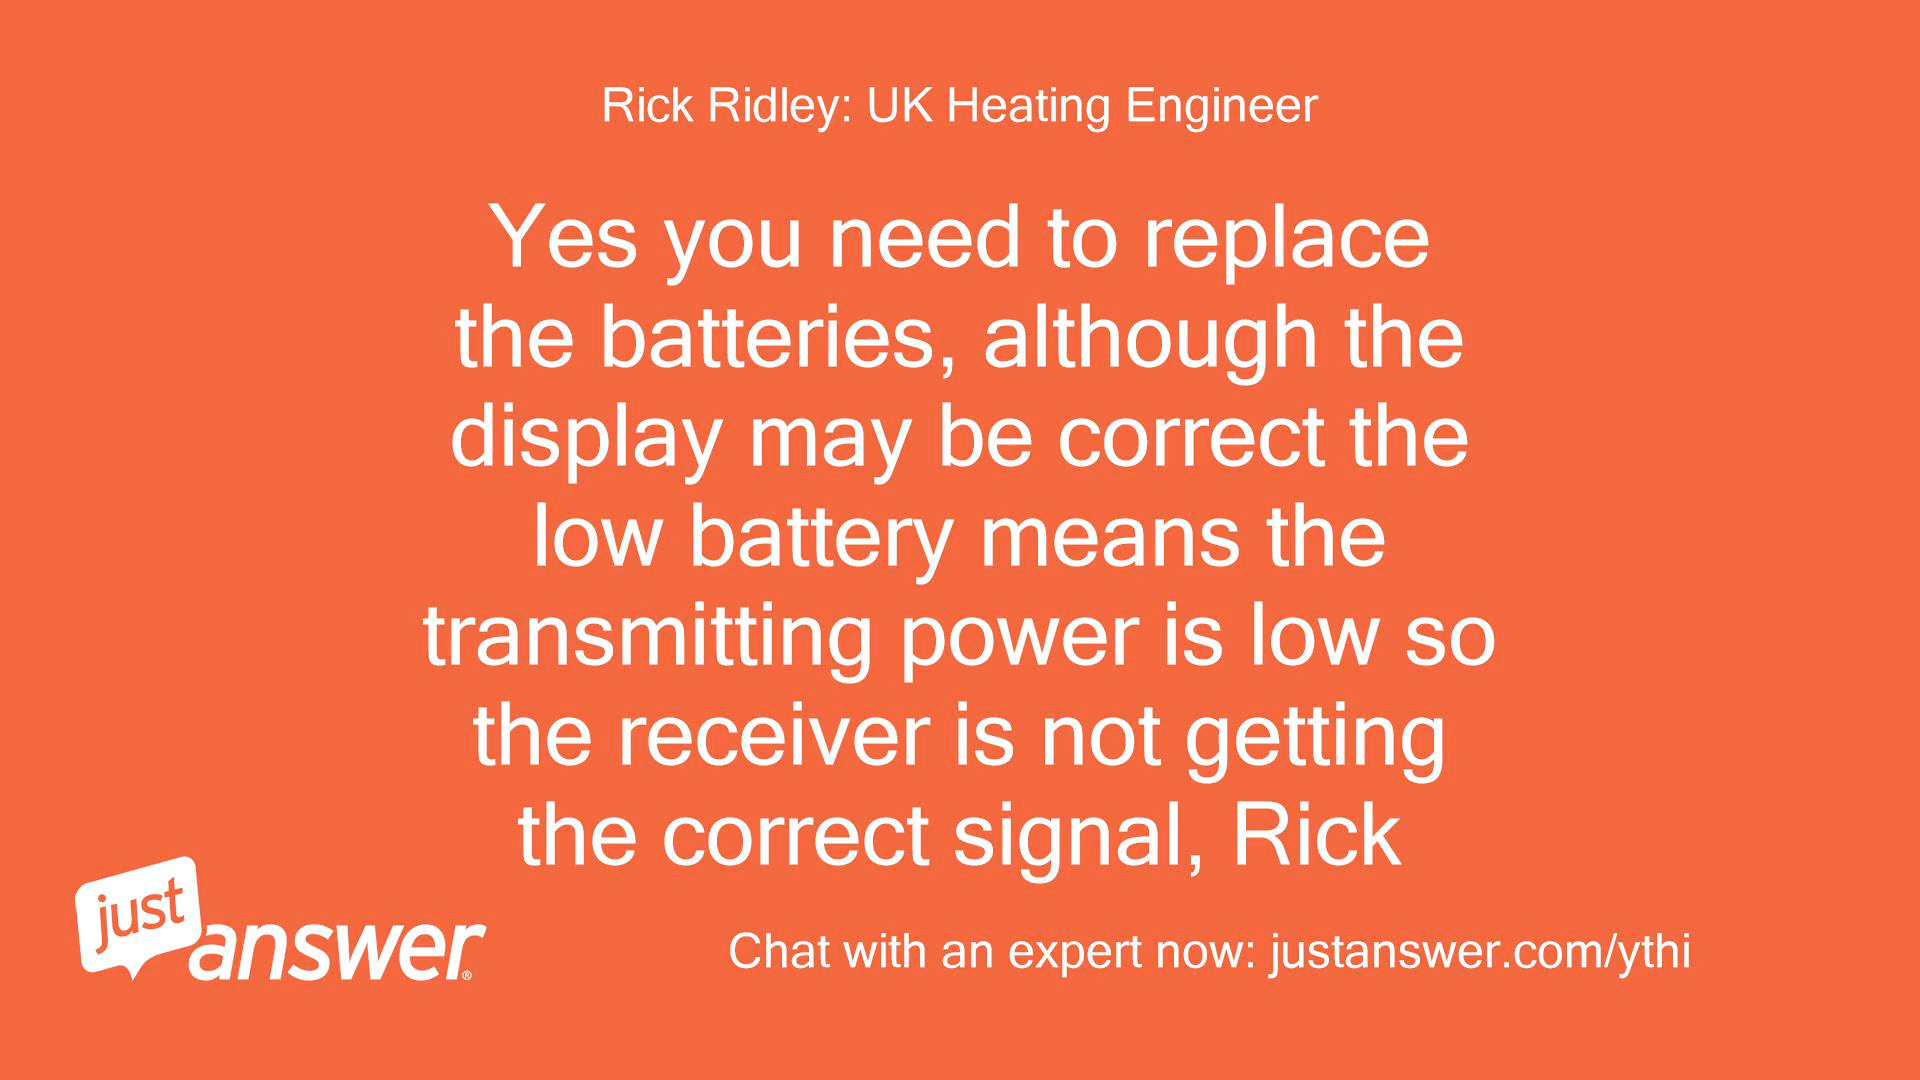 Rick Ridley: UK Heating Engineer
Yes you need to replace
the batteries, although the
display may be correct the
low battery means the
transmitting power is low so
the receiver is not getting
the correct signal, Rick
just
answer®
Chat with an expert now: justanswer.com/ythi